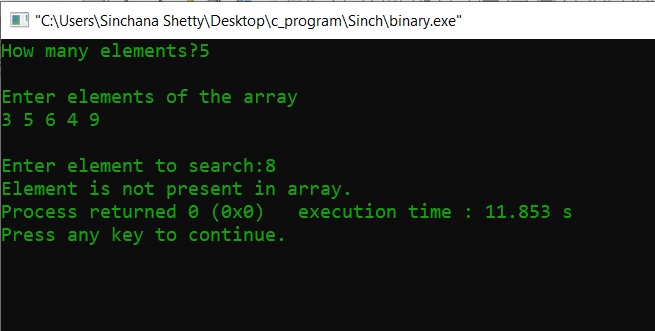 "C:\Users\Sinchana Shetty\Desktop\c_program\Sinch\binary.exe"
How many elements?5
Enter elements of the array
3 5 6 4 9
Enter element to search:8
Element is not present in array.
Process returned 0 (0x0)   execution time : 11.853 s
Press any key to continue.